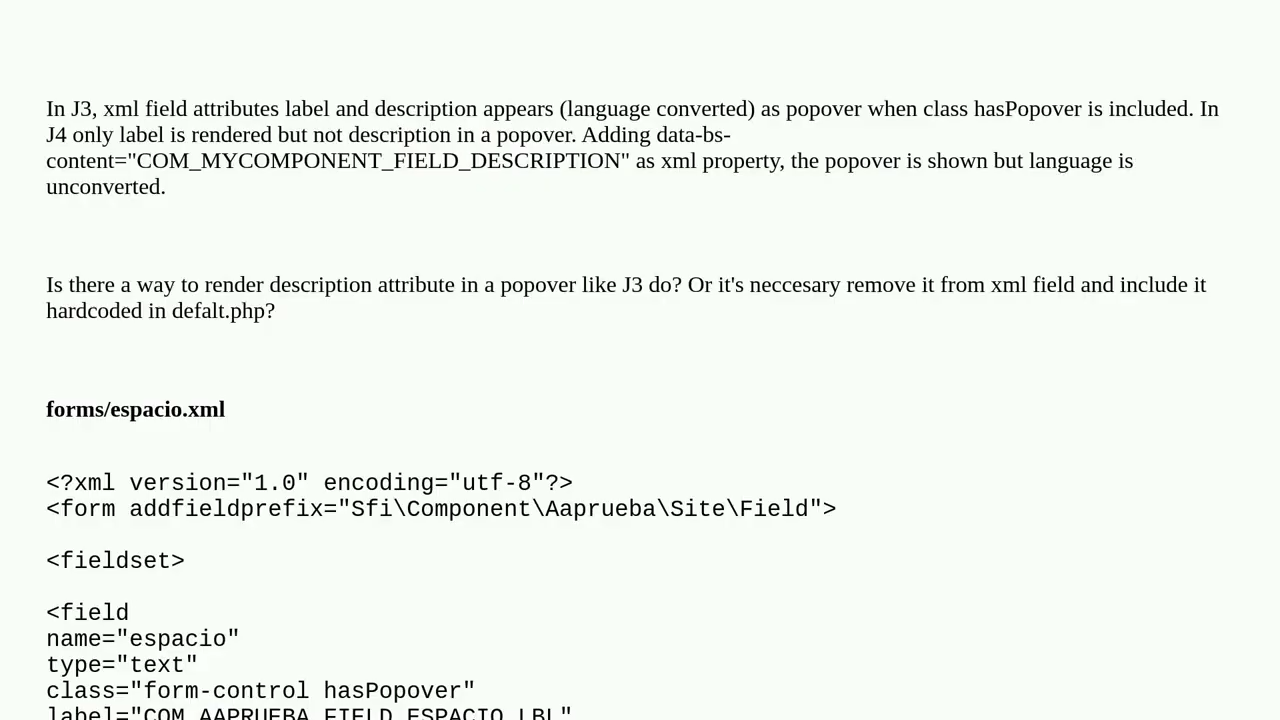 In J3, xml field attributes label and description appears (language converted) as popover when class hasPopover is included. In
J4 only label is rendered but not description in a popover. Adding data-bs-
content="COM_MYCOMPONENT_FIELD_DESCRIPTION" as xml property, the popover is shown but language is
unconverted.
Is there a way to render description attribute in a popover like J3 do? Or it's neccesary remove it from xml field and include it
hardcoded in defalt.php?
forms/espacio.xml
<?xml version="1.0" encoding="utf-8"?>
<form addfieldprefix="Sfi\Component\Aaprueba\Site\Field">
<fieldset>
<field
name="espacio"
type="text"
class="form-control hasPopover"
label="COM_AAPRUEBA_FIELD_ESPACIO_LBL"